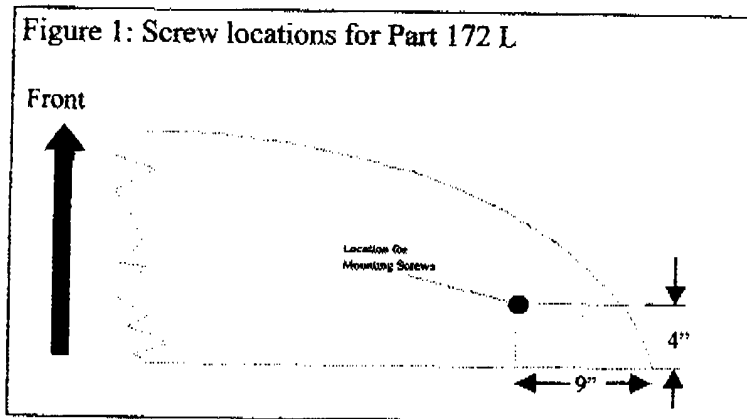 Figure 1: Screw locations for Part 172 L
Front
Location for
Mounting Screws
4"
9"